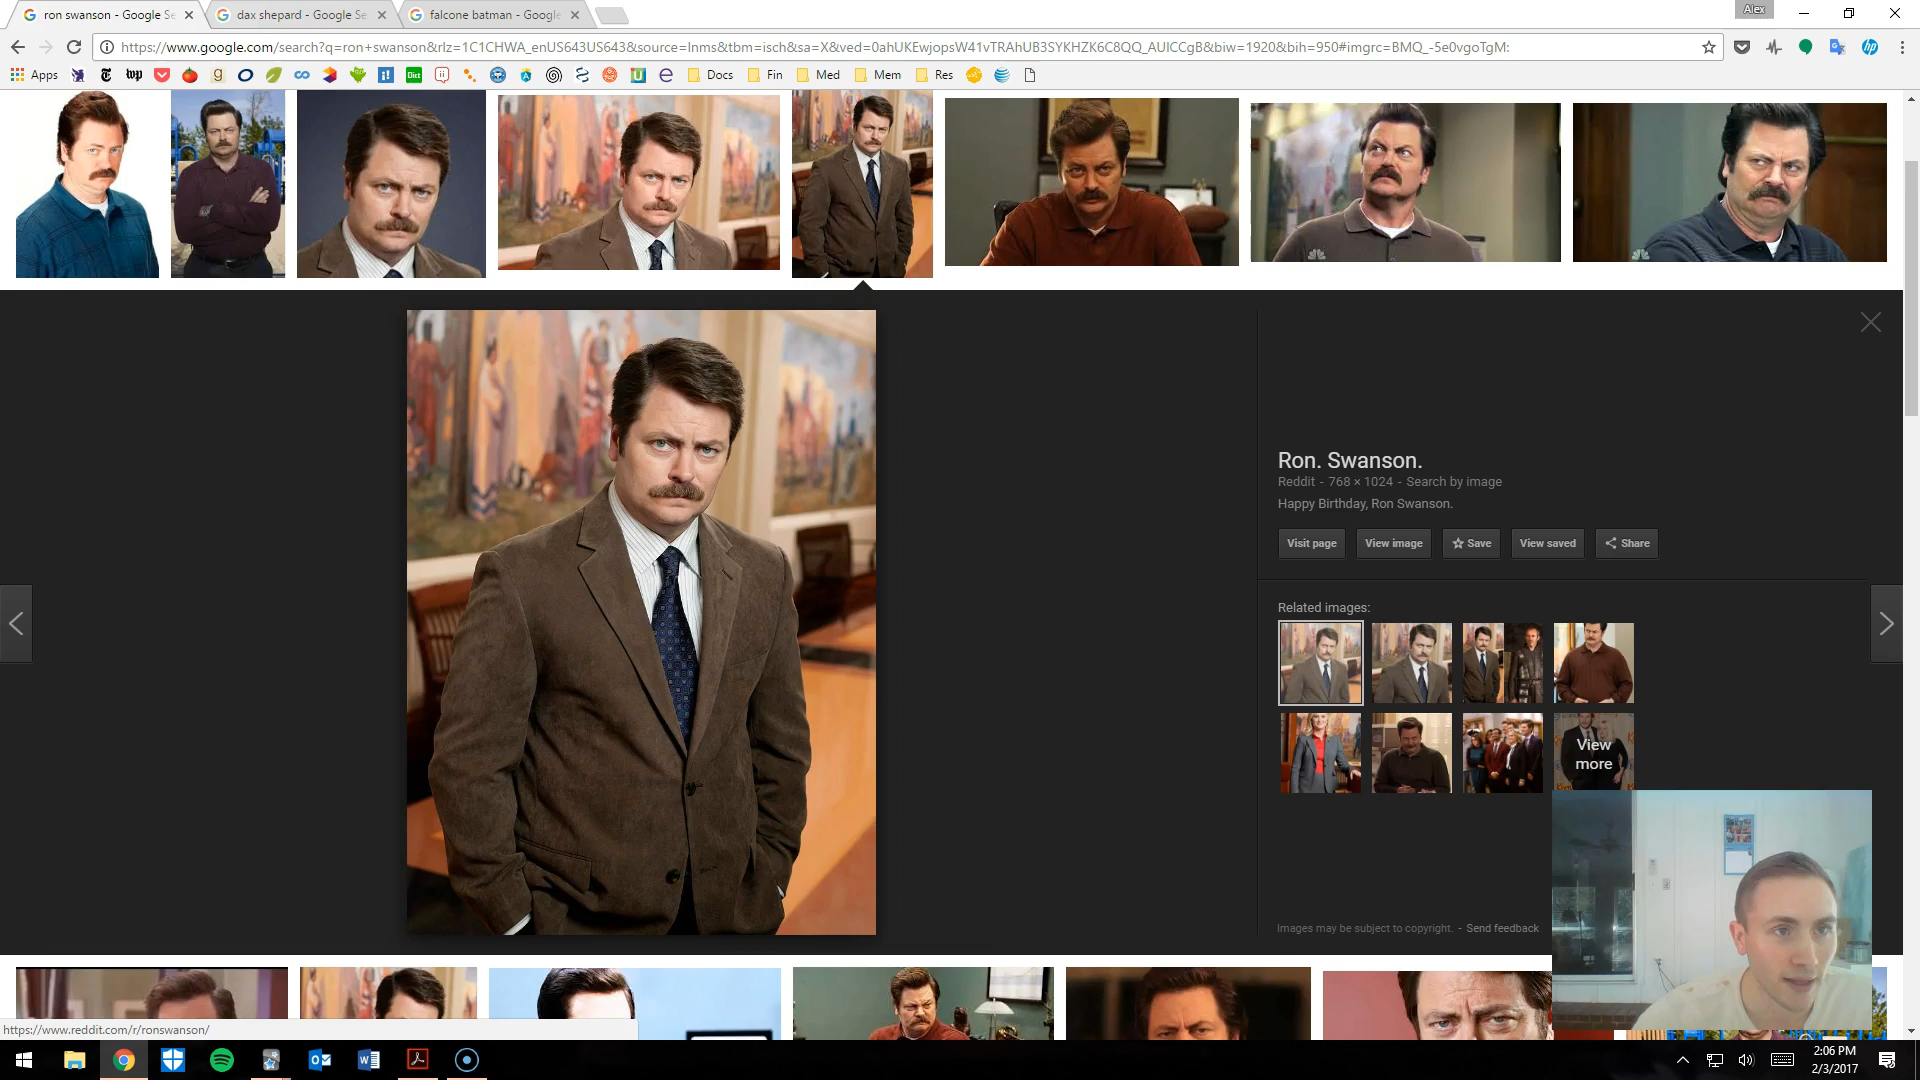 ron swanson - Google Se
dax shepard - Google Se
falcone batman - Google
Alex
https://www.google.com/search?q=ron+swanson&rlz=1C1CHWA_enUS643US643&source=lnms&tbm=isch&sa=X&ved=0ahUKEwjopsW41vTRAhUB3SYKHZK6C8QQ_AUICCgB&biw=1920&bih=950#imgrc=BMQ_-5e0vgoTgM:
Apps
Docs
Fin
Med
Mem
Res
Ron. Swanson.
Reddit - 768 × 1024 - Search by image
Happy Birthday, Ron Swanson.
Visit page
View image
Save
View saved
Share
Related images:
View more
Images may be subject to copyright. - Send feedback
https://www.reddit.com/r/ronswanson/
2:06 PM
2/3/2017